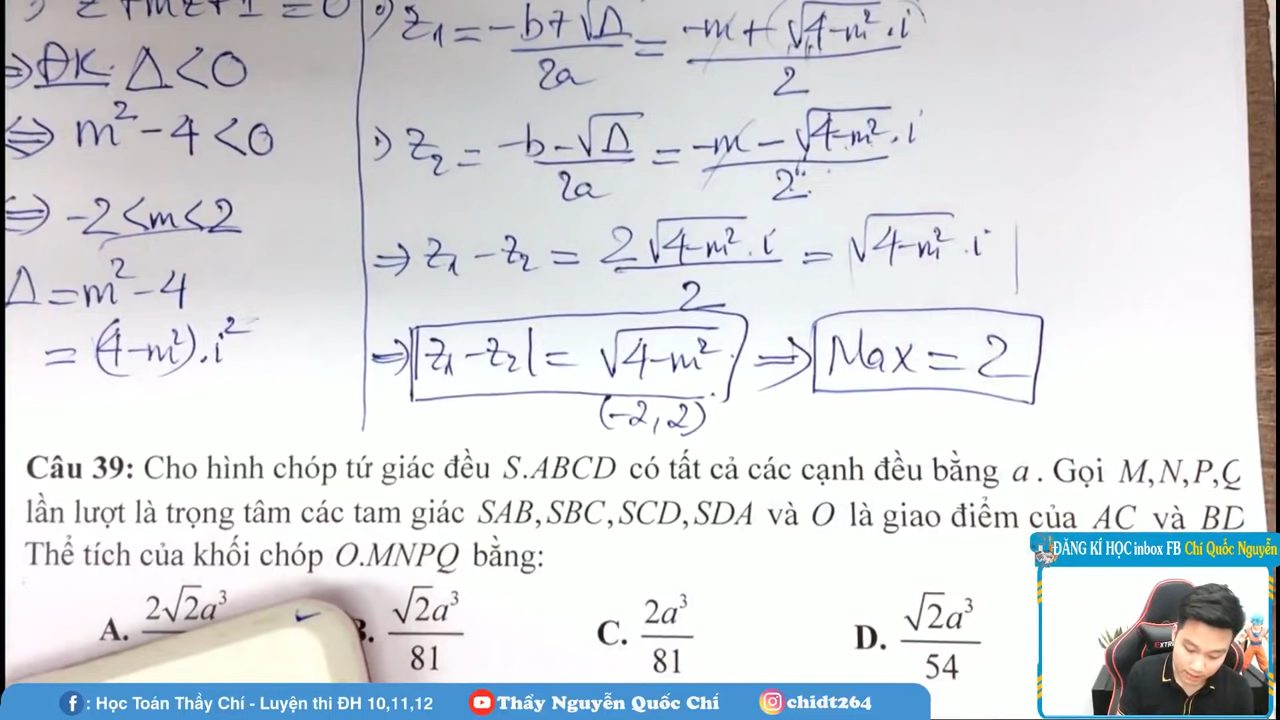 z² + mz + 1 = 0
⇒ ĐK: Δ < 0
⇔ m² - 4 < 0
⇔ -2 < m < 2
Δ = m² - 4
= (4-m²).i²
z₁ = (-b+√Δ)/2a = (-m + √(4-m²).i)/2
z₂ = (-b-√Δ)/2a = (-m - √(4-m²).i)/2
⇒ z₁ - z₂ = 2√(4-m²).i/2 = √(4-m²).i
⇒ |z₁ - z₂| = √(4-m²) ⇒ Max = 2
(-2, 2)
Câu 39: Cho hình chóp tứ giác đều S.ABCD có tất cả các cạnh đều bằng a. Gọi M,N,P,Q
lần lượt là trọng tâm các tam giác SAB,SBC,SCD,SDA và O là giao điểm của AC và BD
Thể tích của khối chóp O.MNPQ bằng:
A. 2√2a³ B. √2a³/81 C. 2a³/81 D. √2a³/54
ĐĂNG KÍ HỌC inbox FB Chí Quốc Nguyễn
EXTR
f : Học Toán Thầy Chí - Luyện thi ĐH 10,11,12 Thầy Nguyễn Quốc Chí chidt264